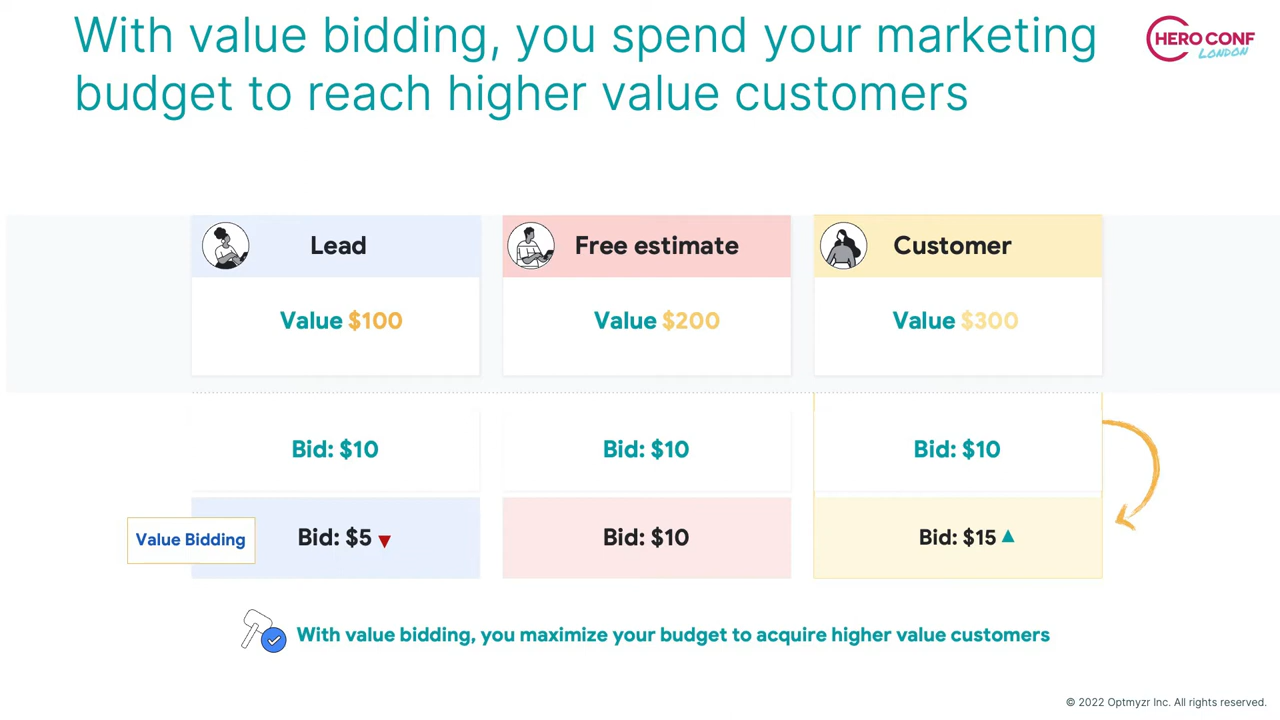 With value bidding, you spend your marketing
budget to reach higher value customers
HERO CONF
LONDON
Lead
Free estimate
Customer
Value $100
Value $200
Value $300
Bid: $10
Bid: $10
Bid: $10
Value Bidding
Bid: $5
Bid: $10
Bid: $15
With value bidding, you maximize your budget to acquire higher value customers
© 2022 Optmyzr Inc. All rights reserved.